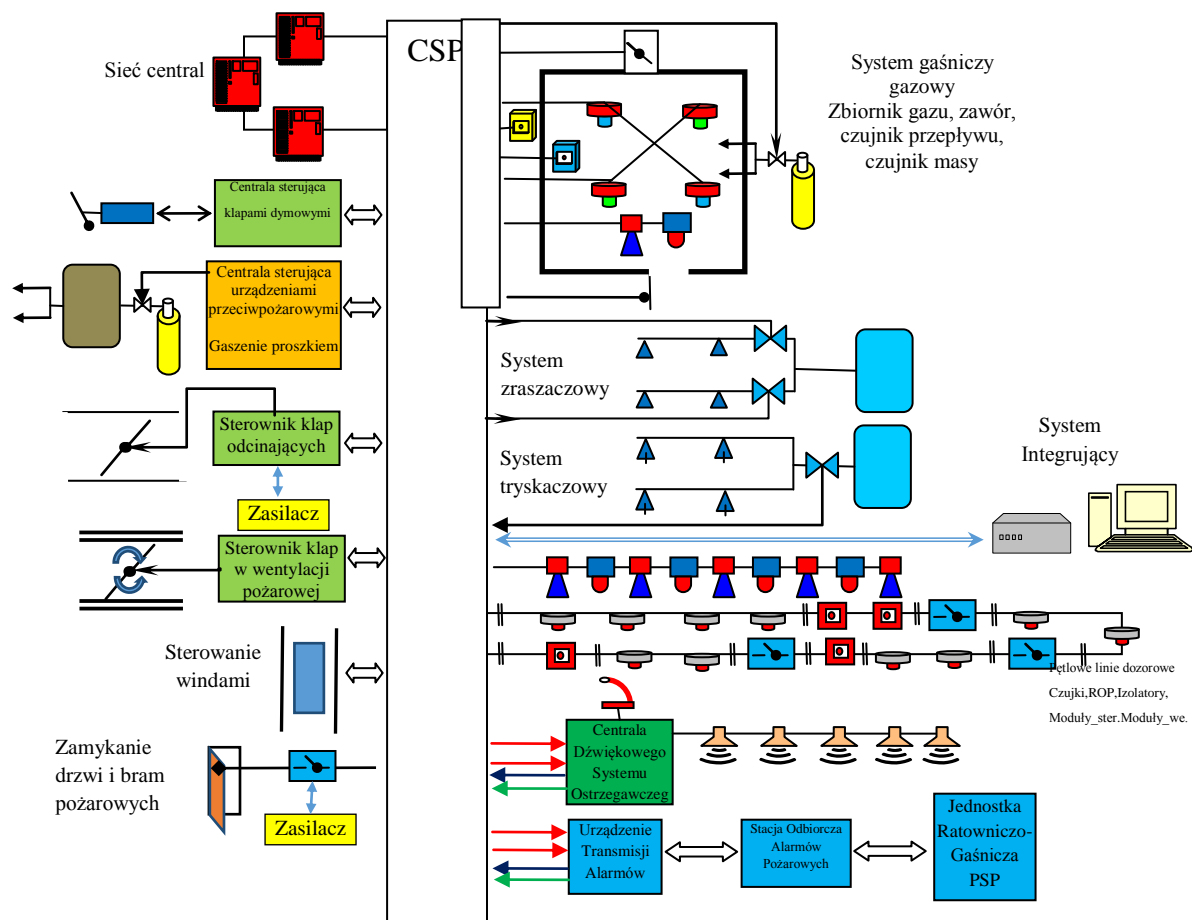 CSP
Sieć central
System gaśniczy
gazowy
Zbiornik gazu, zawór,
czujnik przepływu,
czujnik masy
Centrala sterująca
klapami dymowymi
Centrala sterująca
urządzeniami
przeciwpożarowymi
Gaszenie proszkiem
Sterownik klap
odcinających
Zasilacz
Sterownik klap
w wentylacji
pożarowej
Sterowanie
windami
Zamykanie
drzwi i bram
pożarowych
Zasilacz
System
zraszaczowy
System
tryskaczowy
System
Integrujący
Pętlowe linie dozorowe
Czujki,ROP,Izolatory,
Moduły_ster.Moduły_we.
Centrala
Dźwiękowego
Systemu
Ostrzegawczeg
Urządzenie
Transmisji
Alarmów
Stacja Odbiorcza
Alarmów
Pożarowych
Jednostka
Ratowniczo-
Gaśnicza
PSP